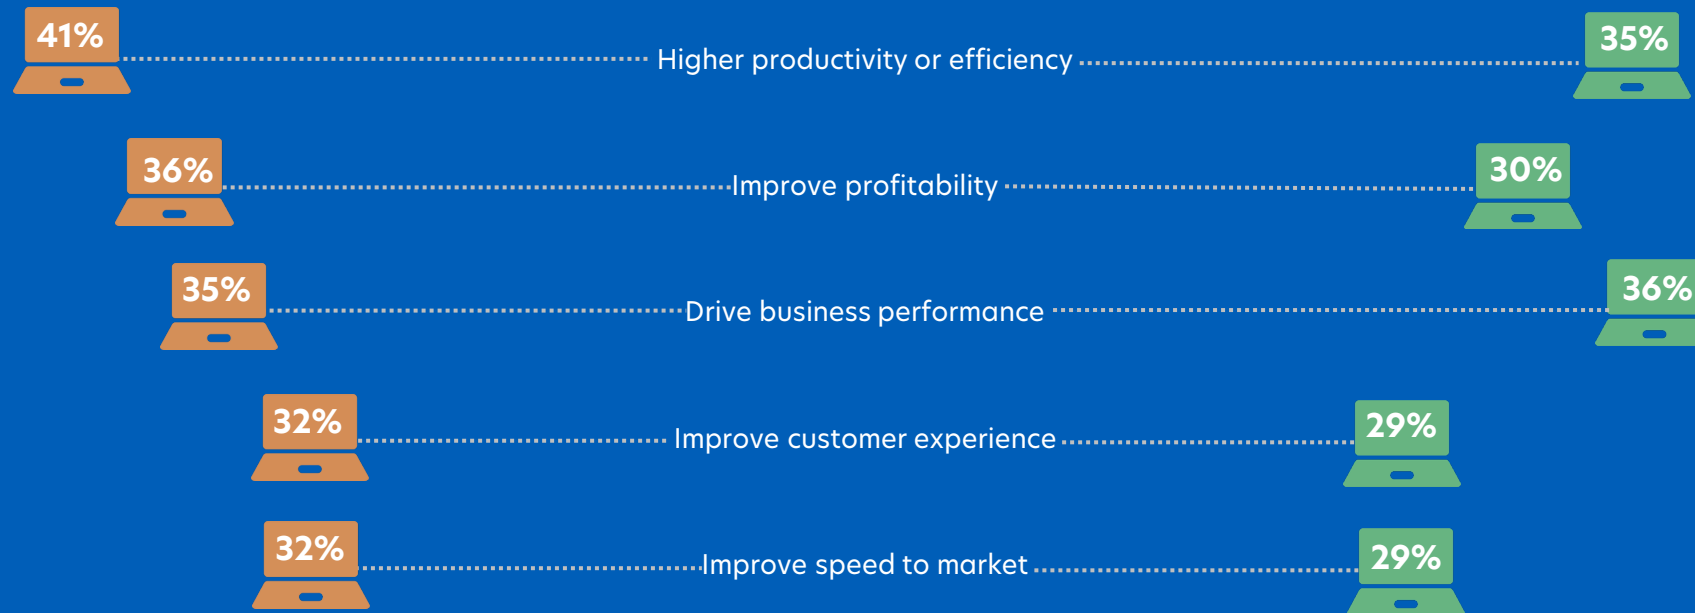 41% Higher productivity or efficiency 35%
36% Improve profitability 30%
35% Drive business performance 36%
32% Improve customer experience 29%
32% Improve speed to market 29%